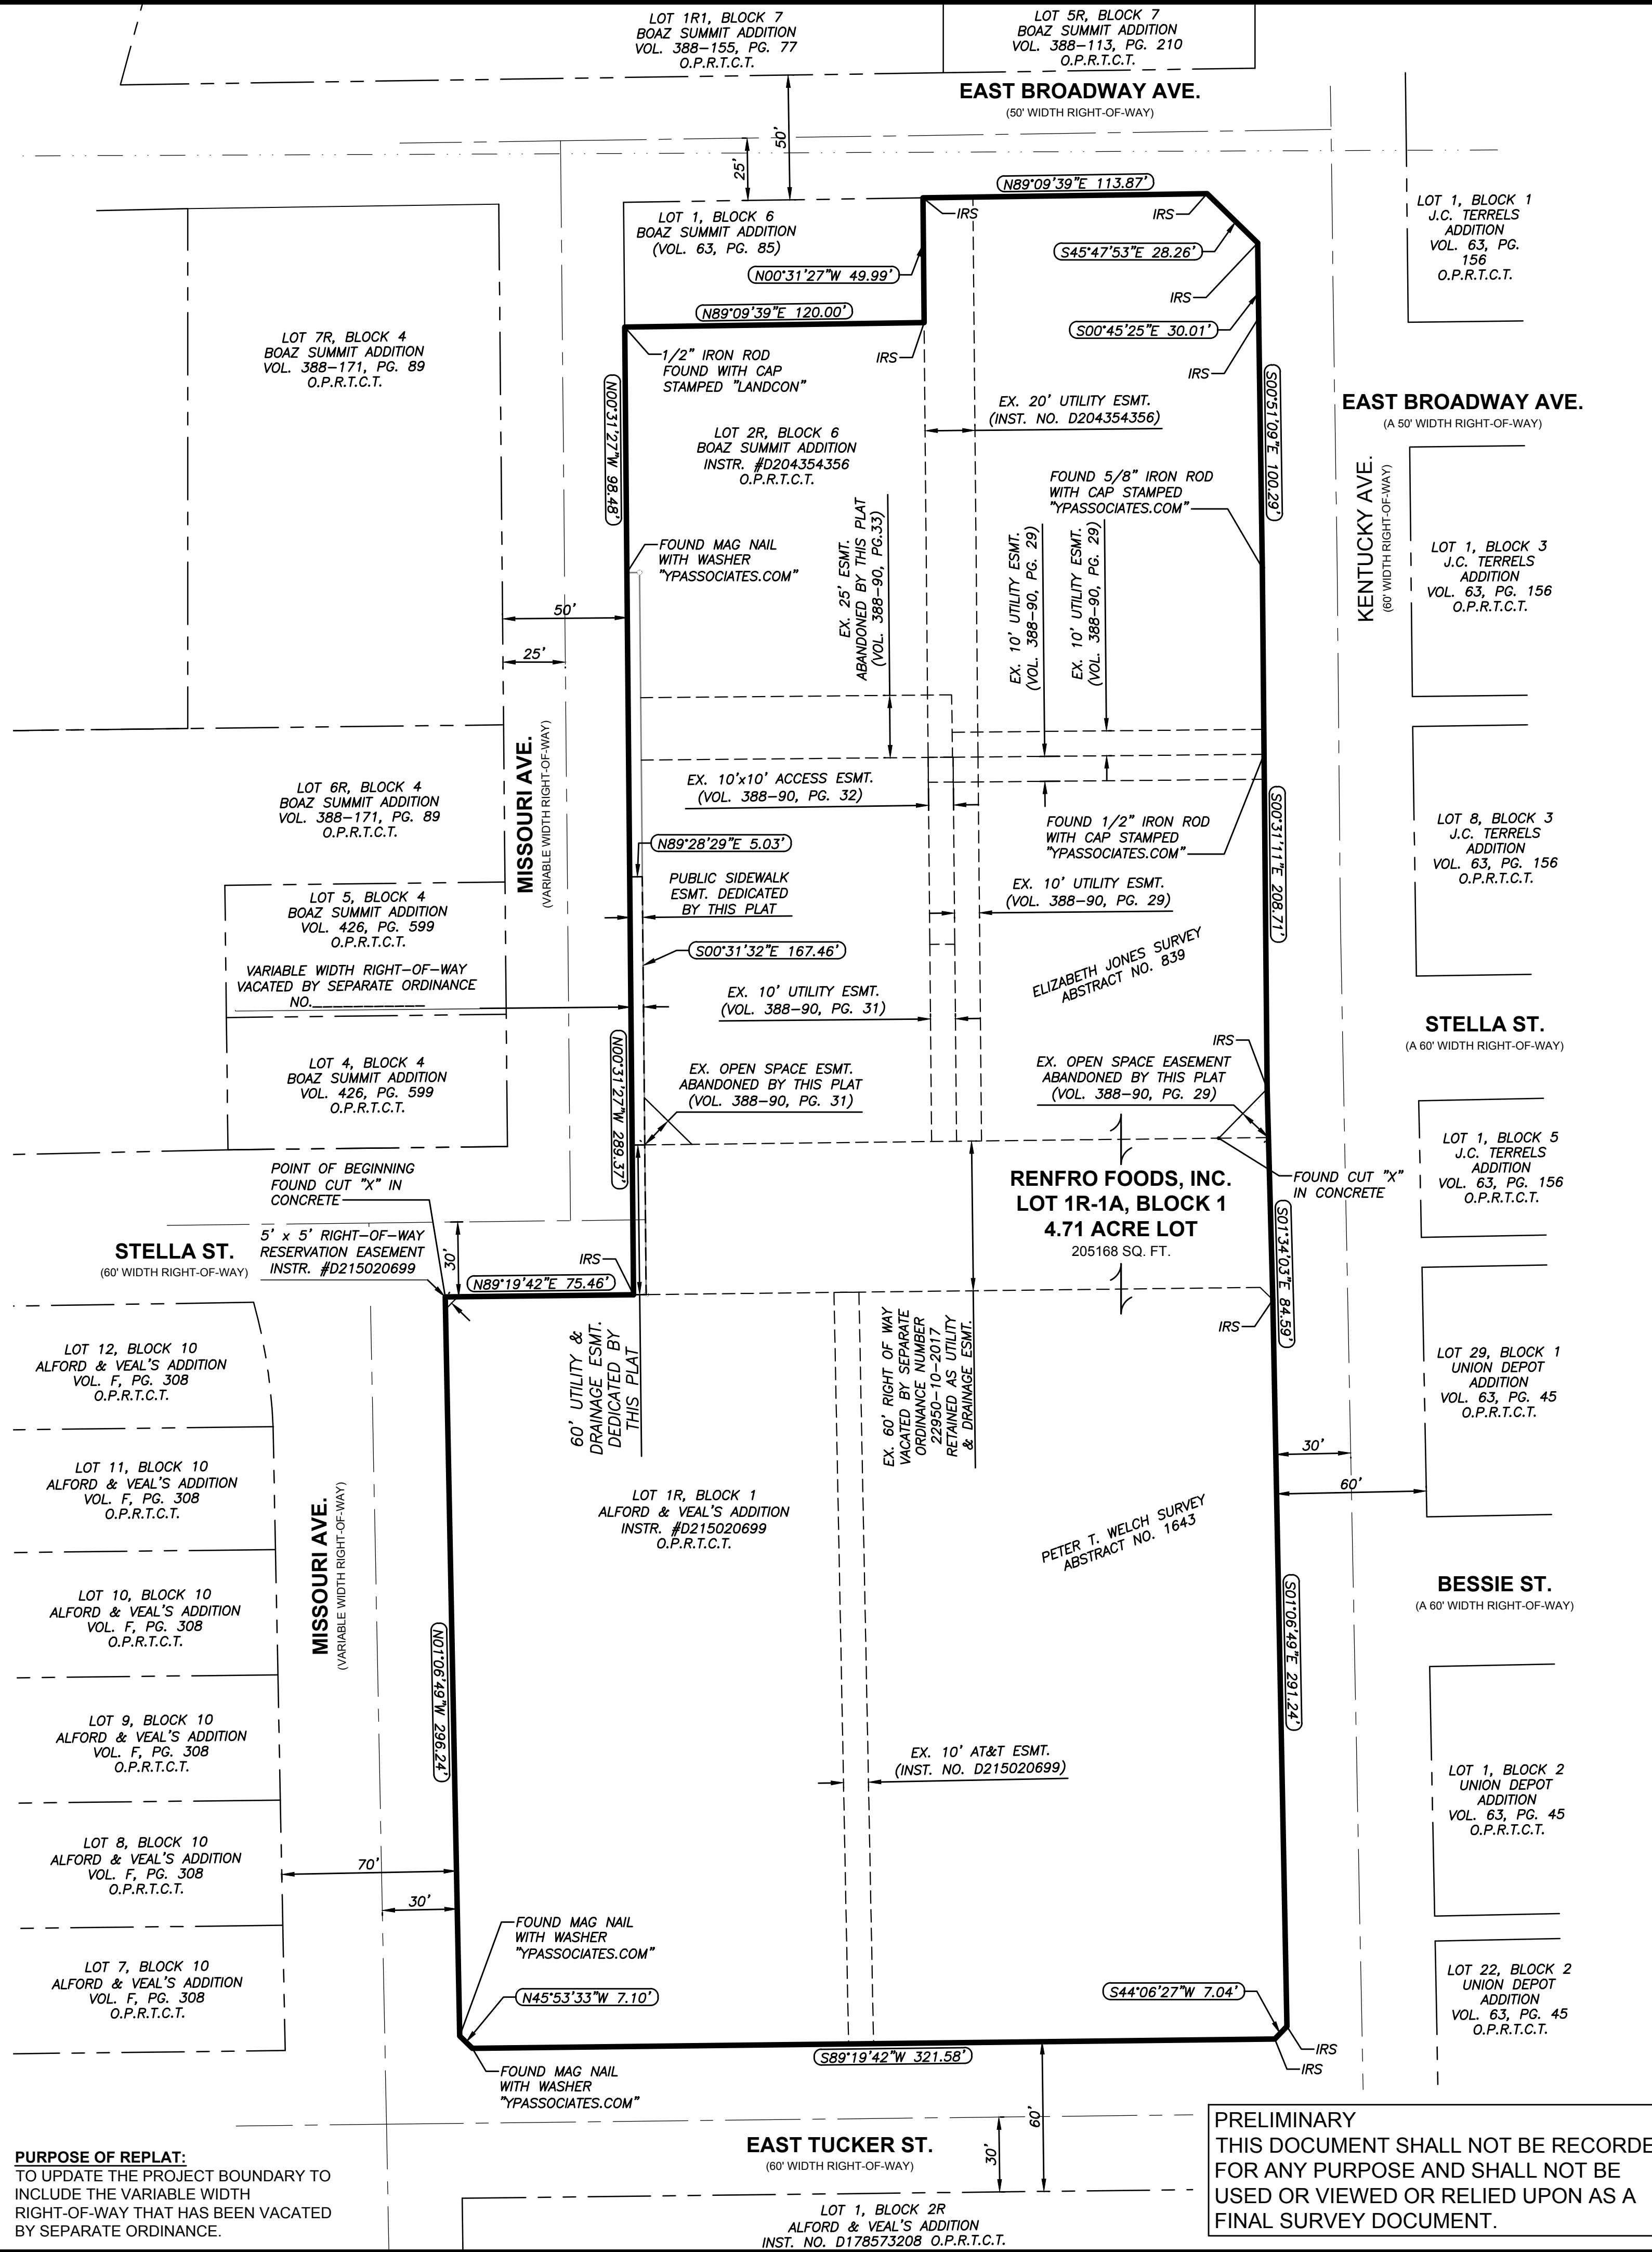 LOT 1R1, BLOCK 7
BOAZ SUMMIT ADDITION
VOL. 388-155, PG. 77
O.P.R.T.C.T.
LOT 5R, BLOCK 7
BOAZ SUMMIT ADDITION
VOL. 388-113, PG. 210
O.P.R.T.C.T.
EAST BROADWAY AVE.
(50' WIDTH RIGHT-OF-WAY)
50'
25'
N89°09'39"E 113.87'
IRS
IRS
LOT 1, BLOCK 6
BOAZ SUMMIT ADDITION
(VOL. 63, PG. 85)
S45°47'53"E 28.26'
N00°31'27"W 49.99'
IRS
N89°09'39"E 120.00'
S00°45'25"E 30.01'
LOT 1, BLOCK 1
J.C. TERRELS
ADDITION
VOL. 63, PG.
156
O.P.R.T.C.T.
LOT 7R, BLOCK 4
BOAZ SUMMIT ADDITION
VOL. 388-171, PG. 89
O.P.R.T.C.T.
1/2" IRON ROD
FOUND WITH CAP
STAMPED "LANDCON"
IRS
IRS
N00°31'27"W 98.48'
S00°51'09"E 100.29'
EX. 20' UTILITY ESMT.
(INST. NO. D204354356)
EAST BROADWAY AVE.
(A 50' WIDTH RIGHT-OF-WAY)
LOT 2R, BLOCK 6
BOAZ SUMMIT ADDITION
INSTR. #D204354356
O.P.R.T.C.T.
FOUND 5/8" IRON ROD
WITH CAP STAMPED
"YPASSOCIATES.COM"
KENTUCKY AVE.
(60' WIDTH RIGHT-OF-WAY)
EX. 25' ESMT.
ABANDONED BY THIS PLAT
(VOL. 388-90, PG.33)
EX. 10' UTILITY ESMT.
(VOL. 388-90, PG. 29)
EX. 10' UTILITY ESMT.
(VOL. 388-90, PG. 29)
FOUND MAG NAIL
WITH WASHER
"YPASSOCIATES.COM"
LOT 1, BLOCK 3
J.C. TERRELS
ADDITION
VOL. 63, PG. 156
O.P.R.T.C.T.
50'
25'
MISSOURI AVE.
(VARIABLE WIDTH RIGHT-OF-WAY)
LOT 6R, BLOCK 4
BOAZ SUMMIT ADDITION
VOL. 388-171, PG. 89
O.P.R.T.C.T.
EX. 10'x10' ACCESS ESMT.
(VOL. 388-90, PG. 32)
FOUND 1/2" IRON ROD
WITH CAP STAMPED
"YPASSOCIATES.COM"
S00°31'11"E 208.71'
LOT 8, BLOCK 3
J.C. TERRELS
ADDITION
VOL. 63, PG. 156
O.P.R.T.C.T.
N89°28'29"E 5.03'
PUBLIC SIDEWALK
ESMT. DEDICATED
BY THIS PLAT
EX. 10' UTILITY ESMT.
(VOL. 388-90, PG. 29)
LOT 5, BLOCK 4
BOAZ SUMMIT ADDITION
VOL. 426, PG. 599
O.P.R.T.C.T.
S00°31'32"E 167.46'
ELIZABETH JONES SURVEY
ABSTRACT NO. 839
VARIABLE WIDTH RIGHT-OF-WAY
VACATED BY SEPARATE ORDINANCE
NO.____________
EX. 10' UTILITY ESMT.
(VOL. 388-90, PG. 31)
STELLA ST.
(A 60' WIDTH RIGHT-OF-WAY)
IRS
LOT 4, BLOCK 4
BOAZ SUMMIT ADDITION
VOL. 426, PG. 599
O.P.R.T.C.T.
N00°31'27"W 289.37'
EX. OPEN SPACE ESMT.
ABANDONED BY THIS PLAT
(VOL. 388-90, PG. 31)
EX. OPEN SPACE EASEMENT
ABANDONED BY THIS PLAT
(VOL. 388-90, PG. 29)
LOT 1, BLOCK 5
J.C. TERRELS
ADDITION
VOL. 63, PG. 156
O.P.R.T.C.T.
POINT OF BEGINNING
FOUND CUT "X" IN
CONCRETE
RENFRO FOODS, INC.
LOT 1R-1A, BLOCK 1
4.71 ACRE LOT
205168 SQ. FT.
FOUND CUT "X"
IN CONCRETE
S01°34'03"E 84.59'
STELLA ST.
(60' WIDTH RIGHT-OF-WAY)
5' x 5' RIGHT-OF-WAY
RESERVATION EASEMENT
INSTR. #D215020699
30'
IRS
N89°19'42"E 75.46'
IRS
60' UTILITY &
DRAINAGE ESMT.
DEDICATED BY
THIS PLAT
EX. 60' RIGHT OF WAY
VACATED BY SEPARATE
ORDINANCE NUMBER
22950-10-2017
RETAINED AS UTILITY
& DRAINAGE ESMT.
LOT 12, BLOCK 10
ALFORD & VEAL'S ADDITION
VOL. F, PG. 308
O.P.R.T.C.T.
LOT 29, BLOCK 1
UNION DEPOT
ADDITION
VOL. 63, PG. 45
O.P.R.T.C.T.
30'
60'
LOT 11, BLOCK 10
ALFORD & VEAL'S ADDITION
VOL. F, PG. 308
O.P.R.T.C.T.
LOT 1R, BLOCK 1
ALFORD & VEAL'S ADDITION
INSTR. #D215020699
O.P.R.T.C.T.
PETER T. WELCH SURVEY
ABSTRACT NO. 1643
MISSOURI AVE.
(VARIABLE WIDTH RIGHT-OF-WAY)
BESSIE ST.
(A 60' WIDTH RIGHT-OF-WAY)
LOT 10, BLOCK 10
ALFORD & VEAL'S ADDITION
VOL. F, PG. 308
O.P.R.T.C.T.
N01°06'49"W 296.24'
S01°06'49"E 291.24'
LOT 9, BLOCK 10
ALFORD & VEAL'S ADDITION
VOL. F, PG. 308
O.P.R.T.C.T.
EX. 10' AT&T ESMT.
(INST. NO. D215020699)
LOT 1, BLOCK 2
UNION DEPOT
ADDITION
VOL. 63, PG. 45
O.P.R.T.C.T.
LOT 8, BLOCK 10
ALFORD & VEAL'S ADDITION
VOL. F, PG. 308
O.P.R.T.C.T.
70'
30'
FOUND MAG NAIL
WITH WASHER
"YPASSOCIATES.COM"
LOT 7, BLOCK 10
ALFORD & VEAL'S ADDITION
VOL. F, PG. 308
O.P.R.T.C.T.
N45°53'33"W 7.10'
S44°06'27"W 7.04'
LOT 22, BLOCK 2
UNION DEPOT
ADDITION
VOL. 63, PG. 45
O.P.R.T.C.T.
S89°19'42"W 321.58'
IRS
IRS
FOUND MAG NAIL
WITH WASHER
"YPASSOCIATES.COM"
60'
30'
EAST TUCKER ST.
(60' WIDTH RIGHT-OF-WAY)
PURPOSE OF REPLAT:
TO UPDATE THE PROJECT BOUNDARY TO
INCLUDE THE VARIABLE WIDTH
RIGHT-OF-WAY THAT HAS BEEN VACATED
BY SEPARATE ORDINANCE.
LOT 1, BLOCK 2R
ALFORD & VEAL'S ADDITION
INST. NO. D178573208 O.P.R.T.C.T.
PRELIMINARY
THIS DOCUMENT SHALL NOT BE RECORDE
FOR ANY PURPOSE AND SHALL NOT BE
USED OR VIEWED OR RELIED UPON AS A
FINAL SURVEY DOCUMENT.